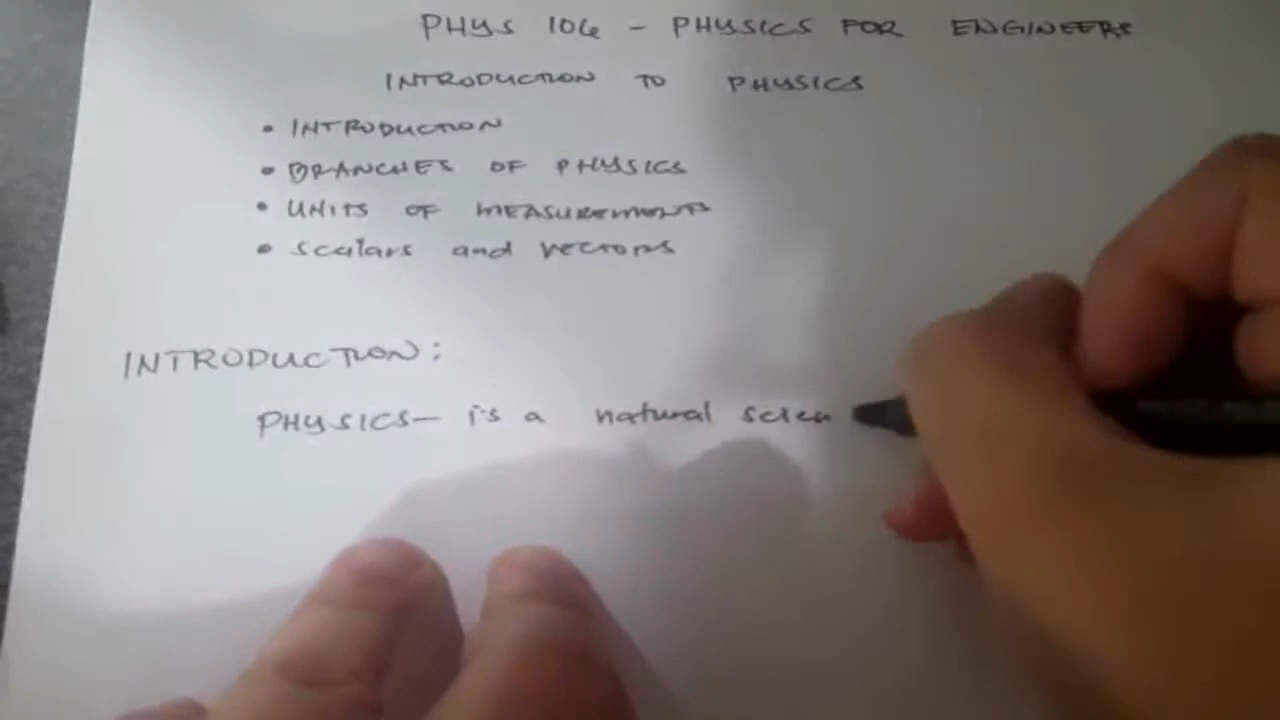 PHYS 106 - PHYSICS FOR ENGINEERS
INTRODUCTION TO PHYSICS
• INTRODUCTION
• BRANCHES OF PHYSICS
• UNITS OF MEASUREMENTS
• Scalars and vectors
INTRODUCTION:
PHYSICS- is a natural scien